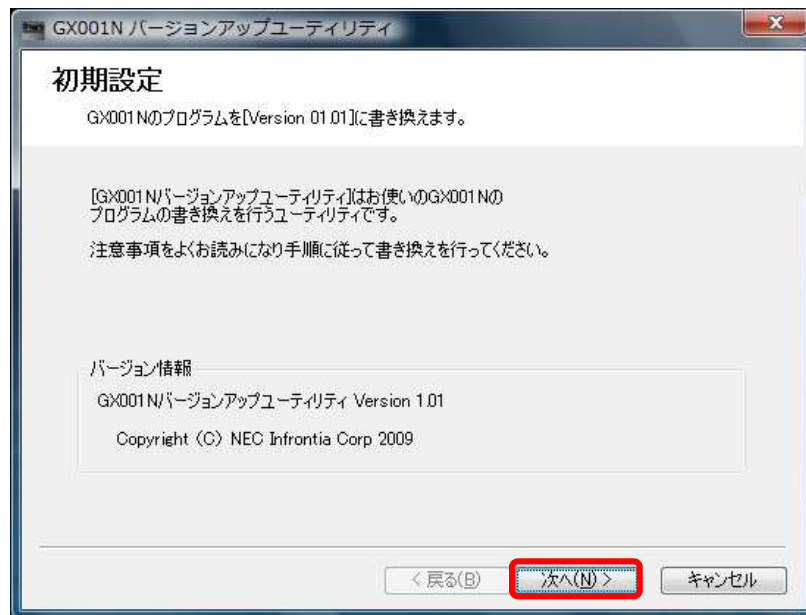 GX001N バージョンアップユーティリティ
初期設定
GX001Nのプログラムを[Version 01.01]に書き換えます。
[GX001Nバージョンアップユーティリティ]はお使いのGX001Nの
プログラムの書き換えを行うユーティリティです。
注意事項をよくお読みになり手順に従って書き換えを行ってください。
バージョン情報
GX001Nバージョンアップユーティリティ Version 1.01
Copyright (C) NEC Infrontia Corp 2009
< 戻る(B) 次へ(N) > キャンセル